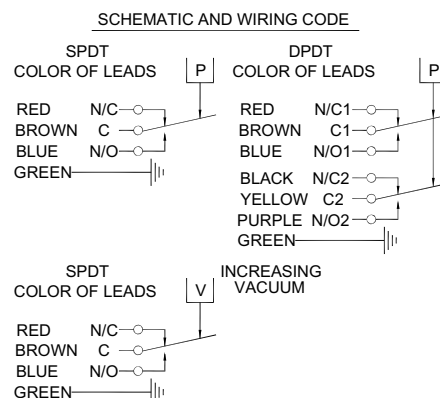 SCHEMATIC AND WIRING CODE
SPDT
COLOR OF LEADS
P
RED N/C
BROWN C
BLUE N/O
GREEN
DPDT
COLOR OF LEADS
P
RED N/C1
BROWN C1
BLUE N/O1
BLACK N/C2
YELLOW C2
PURPLE N/O2
GREEN
SPDT
COLOR OF LEADS
V
INCREASING
VACUUM
RED N/C
BROWN C
BLUE N/O
GREEN